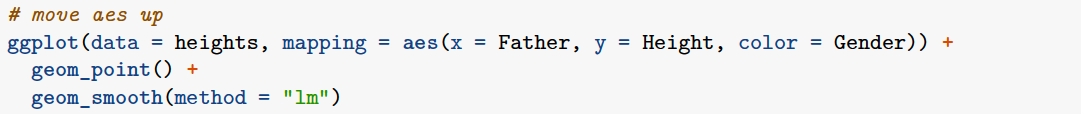 # move aes up
ggplot(data = heights, mapping = aes(x = Father, y = Height, color = Gender)) +
  geom_point() +
  geom_smooth(method = "lm")